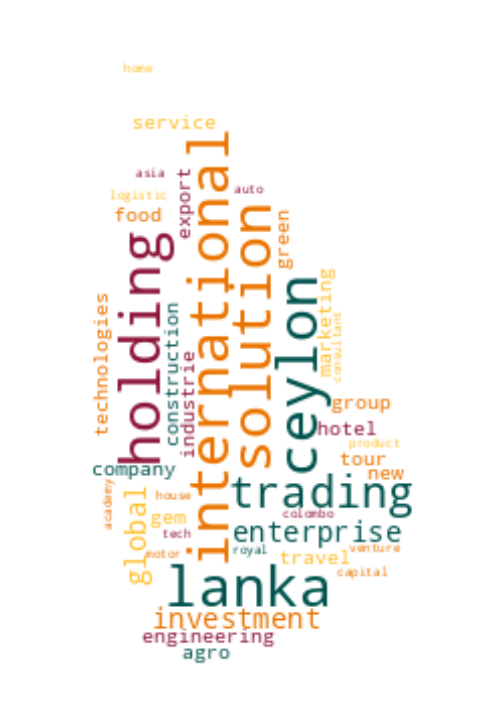 home
service
asia
auto
logistic
food
export
international
holding
solution
green
ceylon
marketing
consultant
technologies
construction
industrie
group
hotel
product
company
tour
new
trading
academy
global
house
gem
colombo
tech
enterprise
motor
royal
venture
travel
capital
lanka
investment
engineering
agro